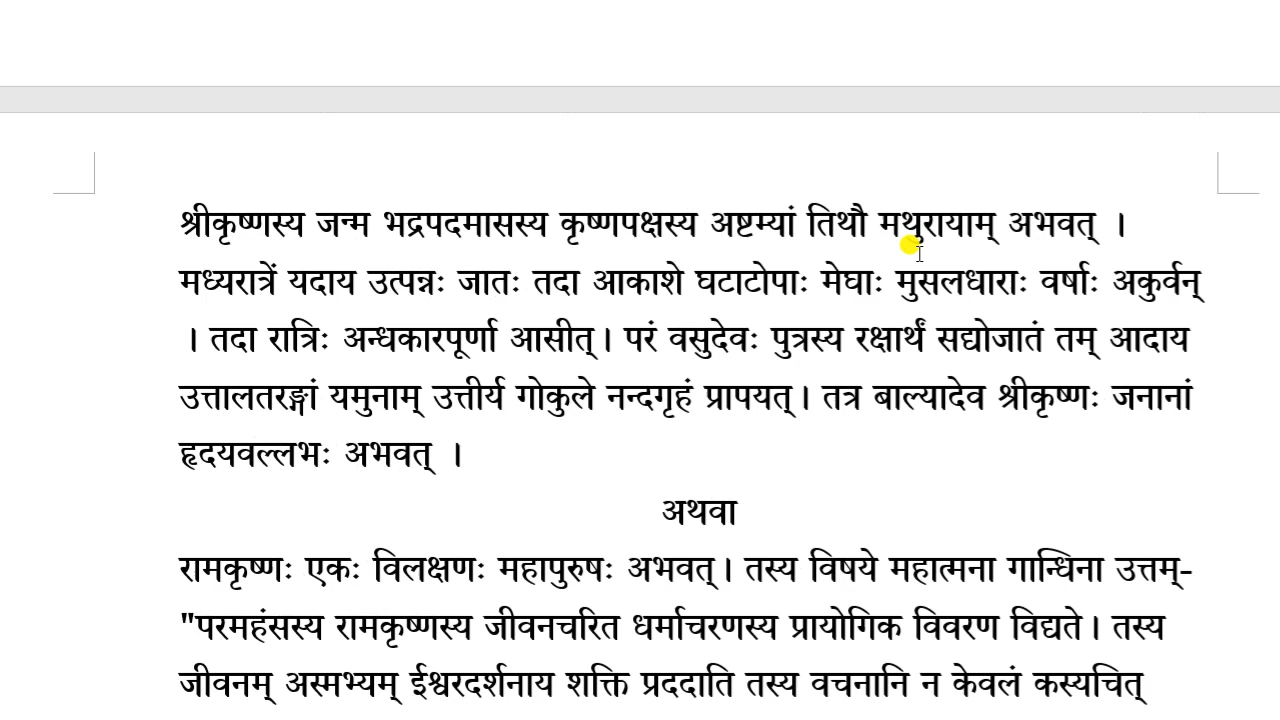 श्रीकृष्णस्य जन्म भद्रपदमासस्य कृष्णपक्षस्य अष्टम्यां तिथौ मथुरायाम् अभवत् ।
मध्यरात्रें यदाय उत्पन्नः जातः तदा आकाशे घटाटोपाः मेघाः मुसलधाराः वर्षाः अकुर्वन्
। तदा रात्रिः अन्धकारपूर्णा आसीत्। परं वसुदेवः पुत्रस्य रक्षार्थं सद्योजातं तम् आदाय
उत्तालतरङ्गां यमुनाम् उत्तीर्य गोकुले नन्दगृहं प्रापयत्। तत्र बाल्यादेव श्रीकृष्णः जनानां
हृदयवल्लभः अभवत् ।
अथवा
रामकृष्णः एकः विलक्षणः महापुरुषः अभवत्। तस्य विषये महात्मना गान्धिना उत्तम्-
"परमहंसस्य रामकृष्णस्य जीवनचरित धर्माचरणस्य प्रायोगिक विवरण विद्यते। तस्य
जीवनम् अस्मभ्यम् ईश्वरदर्शनाय शक्ति प्रददाति तस्य वचनानि न केवलं कस्यचित्